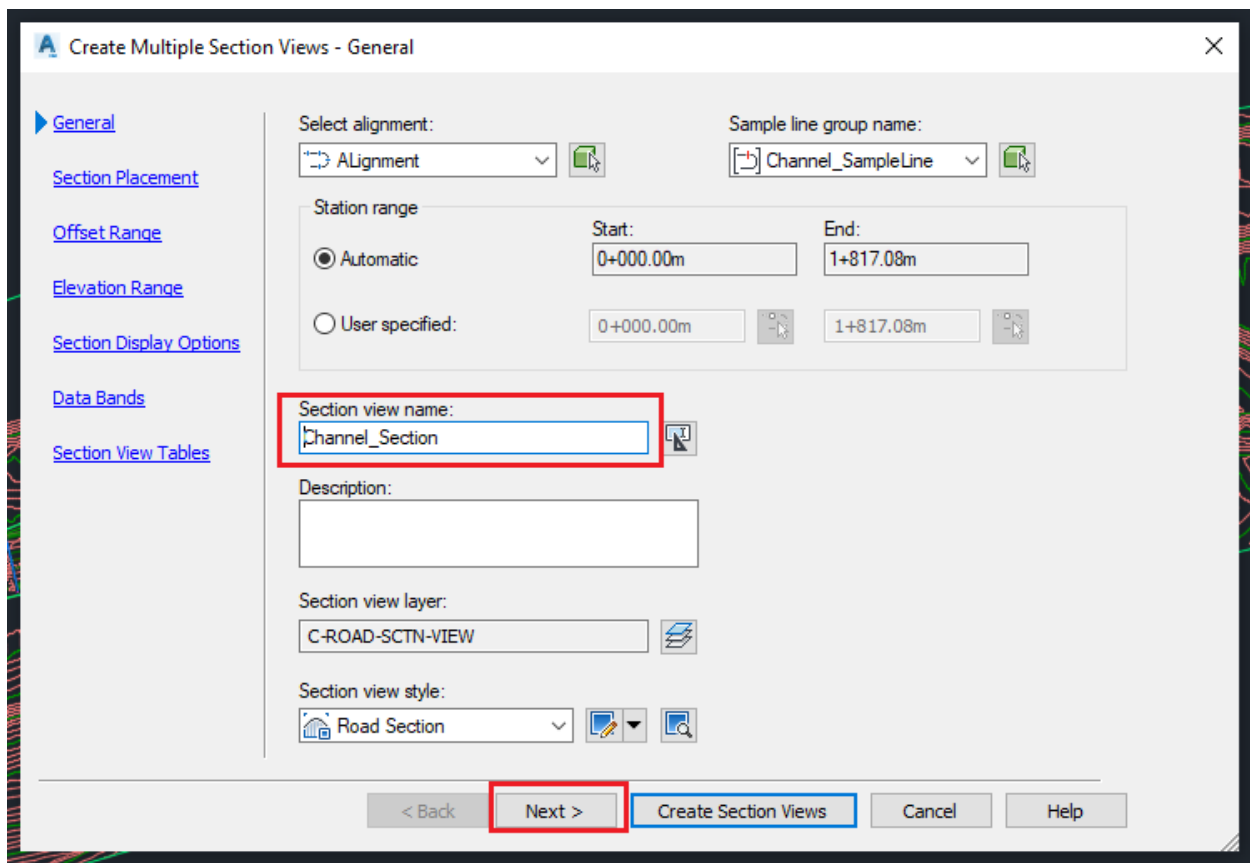 Create Multiple Section Views - General
General
Section Placement
Offset Range
Elevation Range
Section Display Options
Data Bands
Section View Tables
Select alignment:
ALignment
Sample line group name:
Channel_SampleLine
Station range
Start:
End:
Automatic
0+000.00m
1+817.08m
User specified:
0+000.00m
1+817.08m
Section view name:
Channel_Section
Description:
Section view layer:
C-ROAD-SCTN-VIEW
Section view style:
Road Section
< Back
Next >
Create Section Views
Cancel
Help